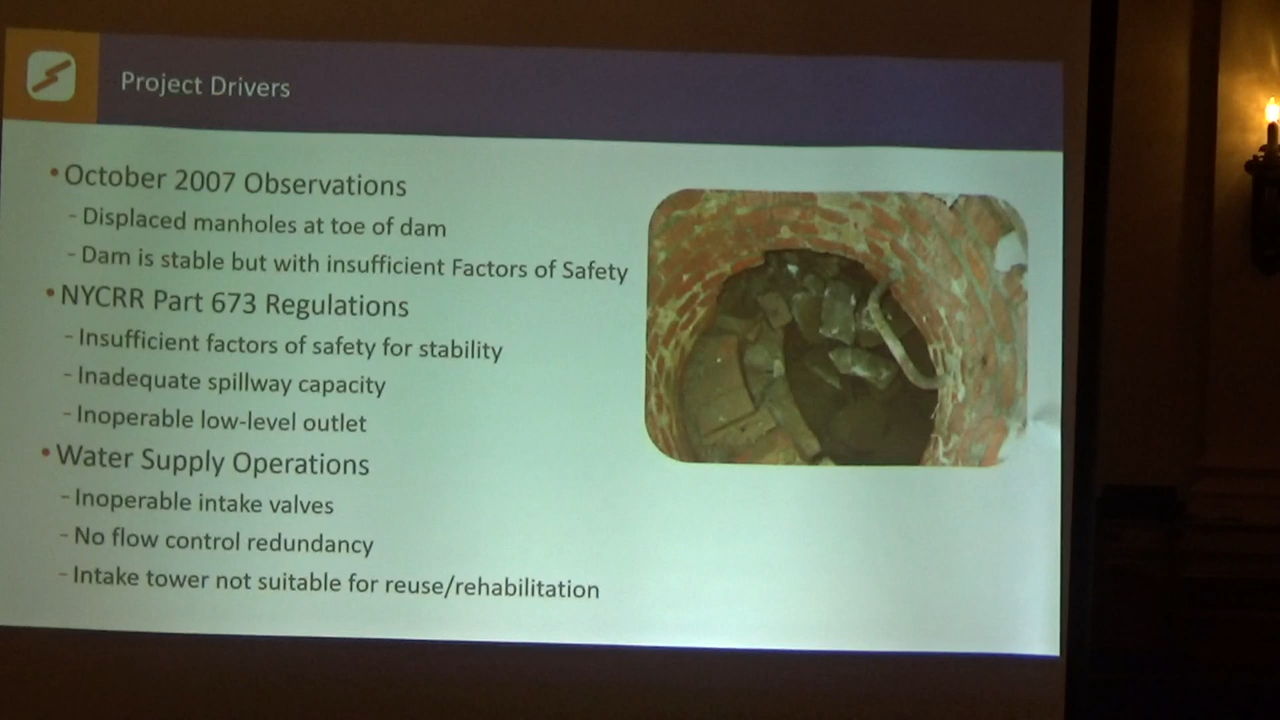 Project Drivers
• October 2007 Observations
- Displaced manholes at toe of dam
- Dam is stable but with insufficient Factors of Safety
• NYCRR Part 673 Regulations
- Insufficient factors of safety for stability
- Inadequate spillway capacity
- Inoperable low-level outlet
• Water Supply Operations
- Inoperable intake valves
- No flow control redundancy
- Intake tower not suitable for reuse/rehabilitation